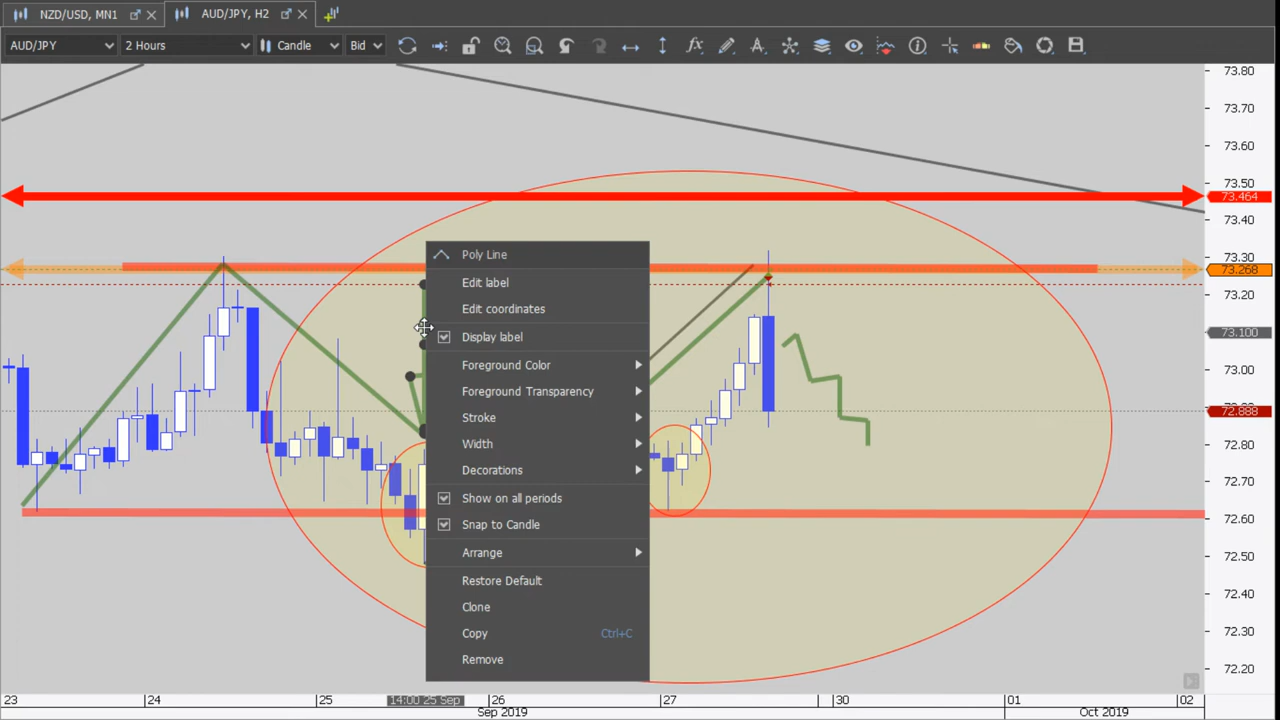 NZD/USD, MN1
AUD/JPY, H2
AUD/JPY
2 Hours
Candle
Bid
73.80
73.70
73.60
73.50
73.464
73.40
73.30
73.268
73.20
73.100
73.00
72.888
72.80
72.70
72.60
72.50
72.40
72.30
72.20
Poly Line
Edit label
Edit coordinates
Display label
Foreground Color
Foreground Transparency
Stroke
Width
Decorations
Show on all periods
Snap to Candle
Arrange
Restore Default
Clone
Copy Ctrl+C
Remove
23 24 25 14:00 25 Sep 26 27 30 01 02
Sep 2019 Oct 2019